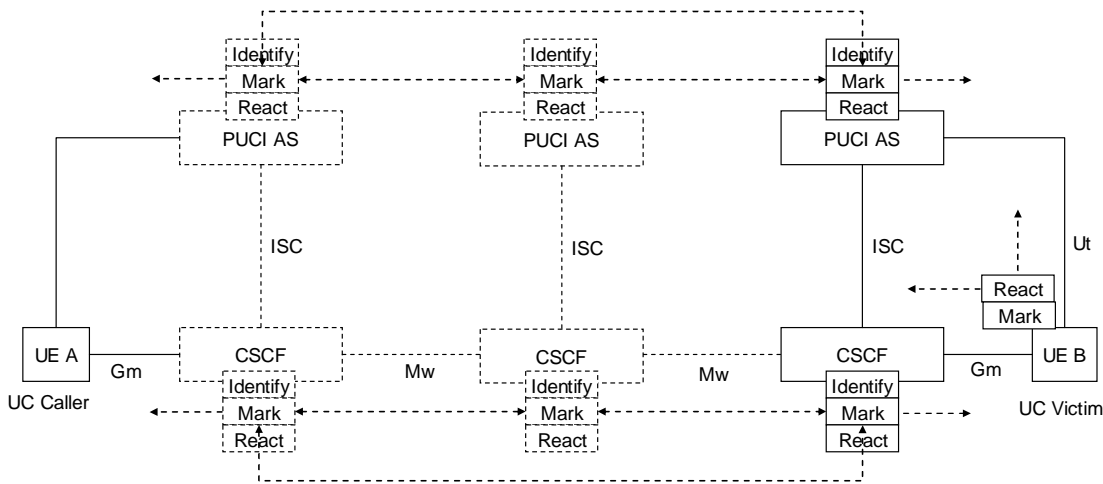 Identify Identify Identify
Mark Mark Mark
React React React
PUCI AS PUCI AS PUCI AS
ISC ISC ISC Ut
React
Mark
UE A CSCF CSCF CSCF UE B
Gm Mw Mw Gm
UC Caller Identify Identify Identify UC Victim
Mark Mark Mark
React React React